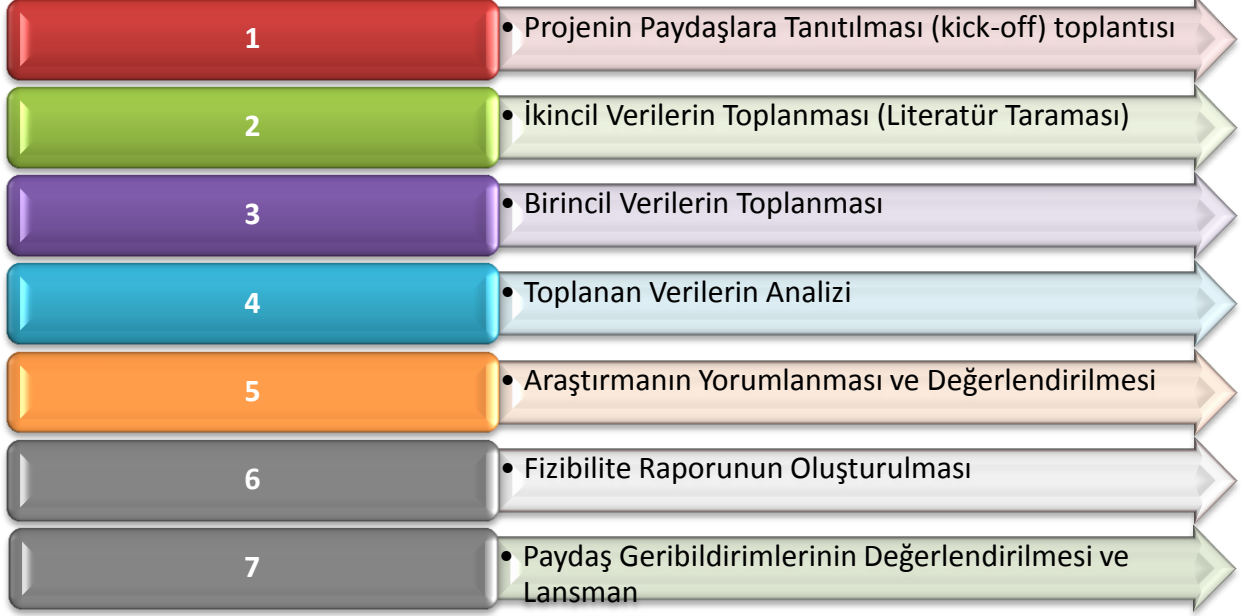 1
• Projenin Paydaşlara Tanıtılması (kick-off) toplantısı
2
• İkincil Verilerin Toplanması (Literatür Taraması)
3
• Birincil Verilerin Toplanması
4
• Toplanan Verilerin Analizi
5
• Araştırmanın Yorumlanması ve Değerlendirilmesi
6
• Fizibilite Raporunun Oluşturulması
7
• Paydaş Geribildirimlerinin Değerlendirilmesi ve
Lansman